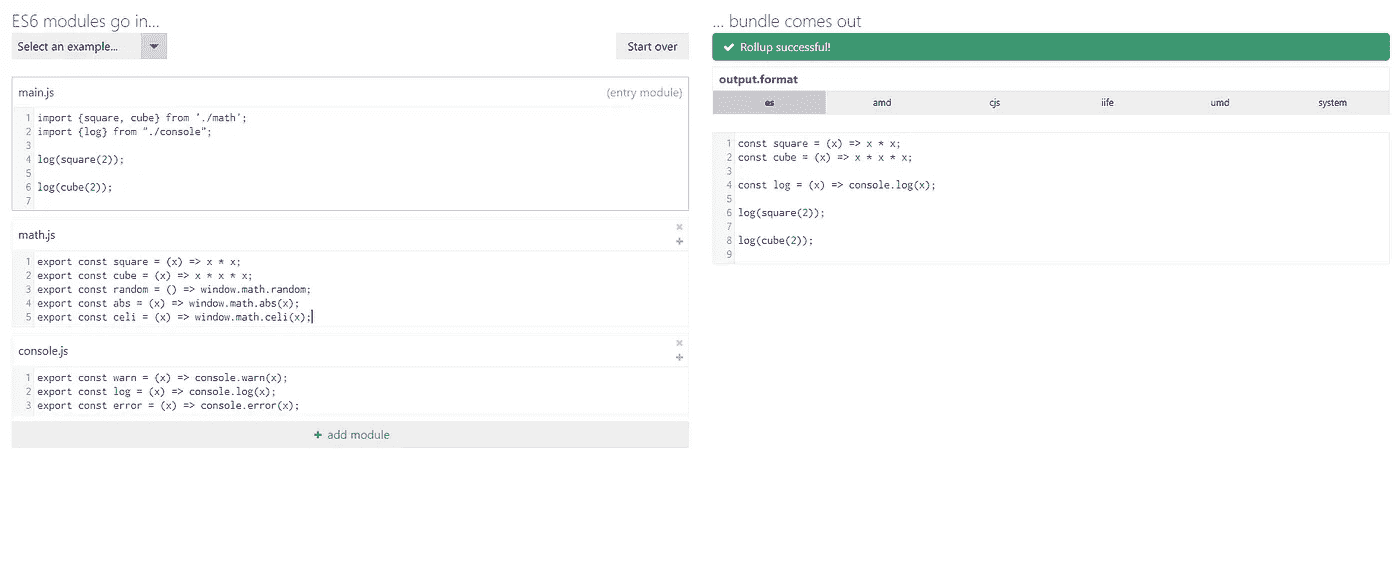 ES6 modules go in...
Select an example...
Start over
main.js
(entry module)
1 import {square, cube} from './math';
2 import {log} from "./console";
3
4 log(square(2));
5
6 log(cube(2));
7
math.js
1 export const square = (x) => x * x;
2 export const cube = (x) => x * x * x;
3 export const random = () => window.math.random;
4 export const abs = (x) => window.math.abs(x);
5 export const celi = (x) => window.math.celi(x);
console.js
1 export const warn = (x) => console.warn(x);
2 export const log = (x) => console.log(x);
3 export const error = (x) => console.error(x);
+ add module
... bundle comes out
✔ Rollup successful!
output.format
es amd cjs iife umd system
1 const square = (x) => x * x;
2 const cube = (x) => x * x * x;
3
4 const log = (x) => console.log(x);
5
6 log(square(2));
7
8 log(cube(2));
9